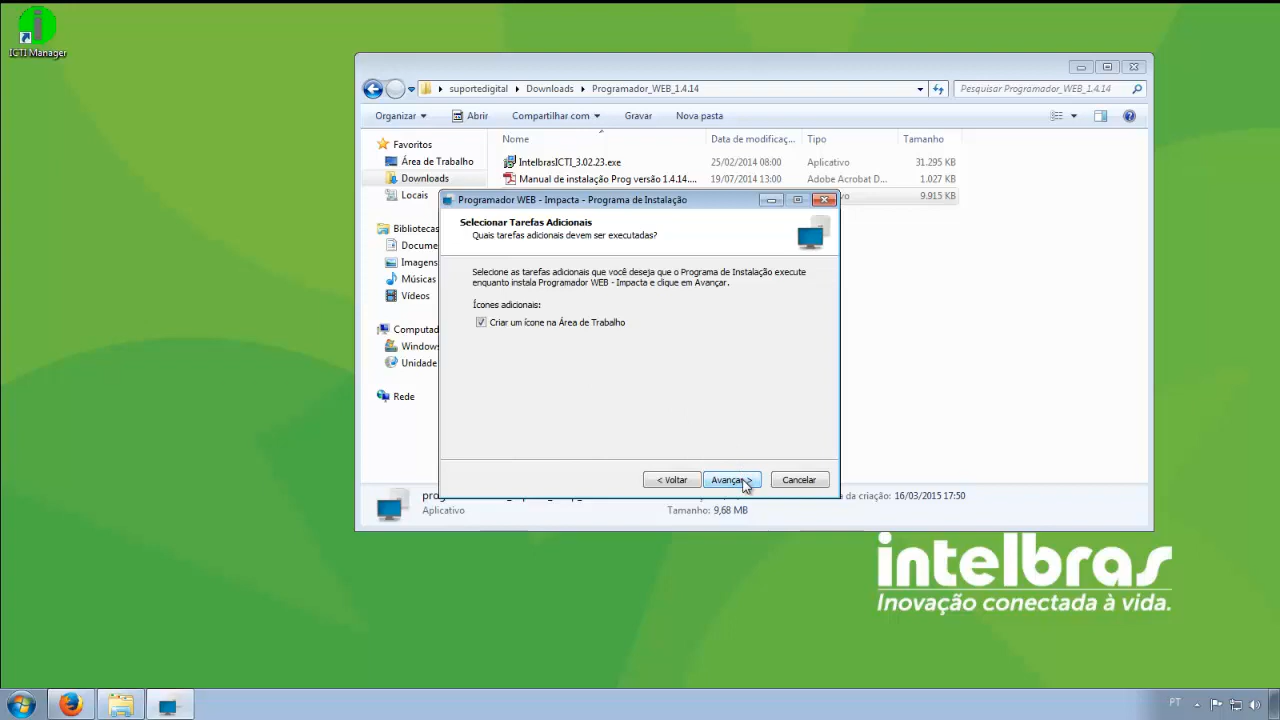 ICTI Manager
suportedigital
Downloads
Programador_WEB_1.4.14
Pesquisar Programador_WEB_1.4.14
Organizar
Abrir
Compartilhar com
Gravar
Nova pasta
Favoritos
Área de Trabalho
Downloads
Locais
Bibliotecas
Docume
Imagens
Músicas
Vídeos
Computad
Windows
Unidade
Rede
Nome
Data de modificaç...
Tipo
Tamanho
IntelbrasICTI_3.02.23.exe
25/02/2014 08:00
Aplicativo
31.295 KB
Manual de instalação Prog versão 1.4.14....
19/07/2014 13:00
Adobe Acrobat D...
1.027 KB
vo
9.915 KB
Programador WEB - Impacta - Programa de Instalação
Selecionar Tarefas Adicionais
Quais tarefas adicionais devem ser executadas?
Selecione as tarefas adicionais que você deseja que o Programa de Instalação execute
enquanto instala Programador WEB - Impacta e clique em Avançar.
Ícones adicionais:
Criar um ícone na Área de Trabalho
< Voltar
Avançar >
Cancelar
da criação: 16/03/2015 17:50
Aplicativo
Tamanho: 9,68 MB
intelbras
Inovação conectada à vida.
PT